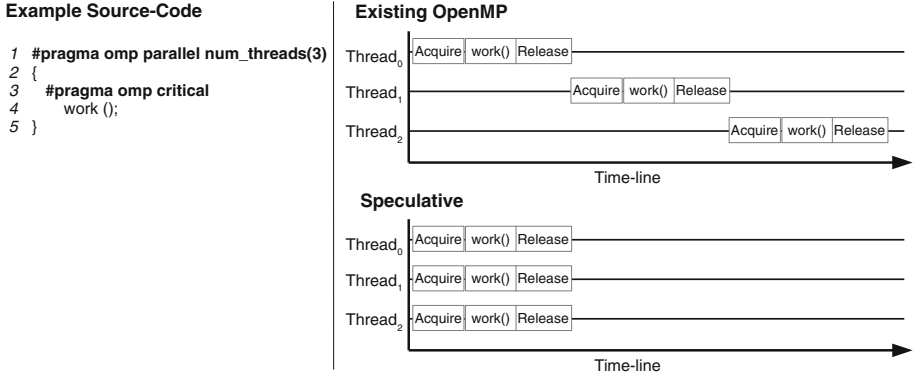 Example Source-Code
1 #pragma omp parallel num_threads(3)
2 {
3 #pragma omp critical
4 work ();
5 }
Existing OpenMP
Thread0 Acquire work() Release
Thread1 Acquire work() Release
Thread2 Acquire work() Release
Time-line
Speculative
Thread0 Acquire work() Release
Thread1 Acquire work() Release
Thread2 Acquire work() Release
Time-line